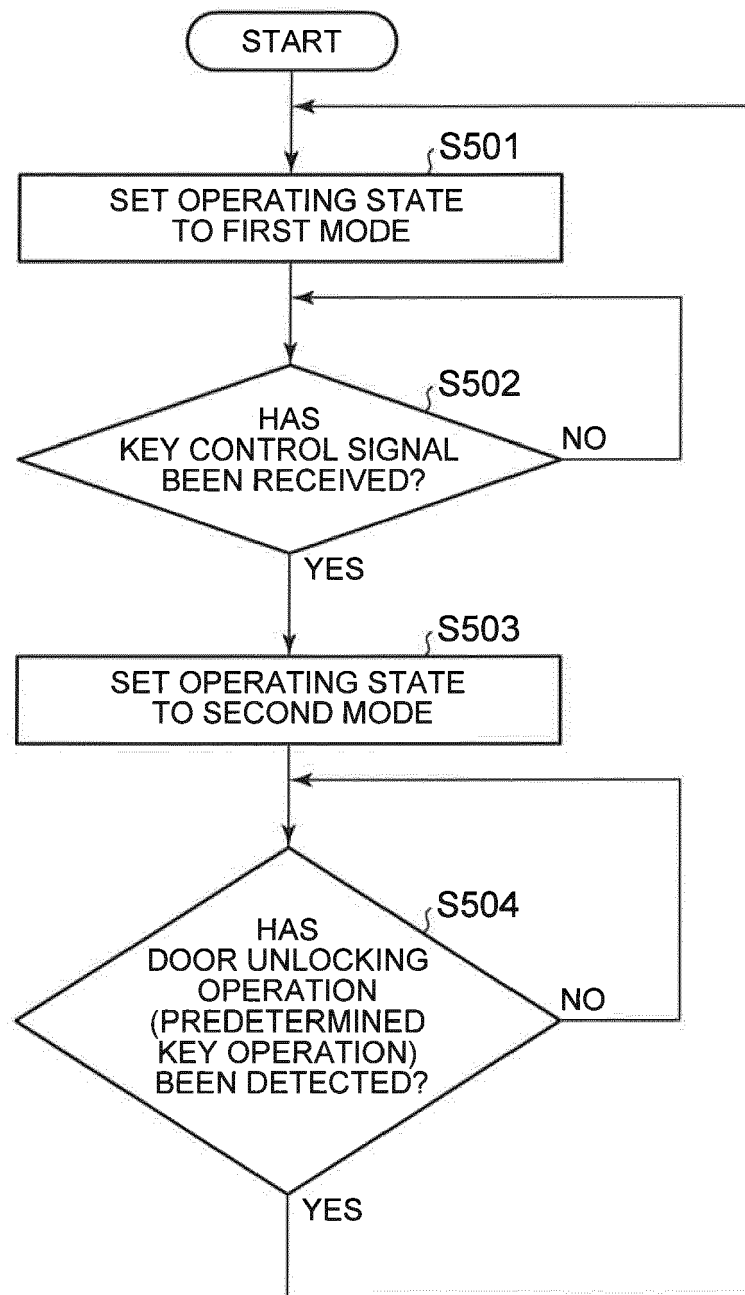 START
S501
SET OPERATING STATE
TO FIRST MODE
S502
HAS
KEY CONTROL SIGNAL
BEEN RECEIVED?
NO
YES
S503
SET OPERATING STATE
TO SECOND MODE
S504
HAS
DOOR UNLOCKING
OPERATION
(PREDETERMINED
KEY OPERATION)
BEEN DETECTED?
NO
YES